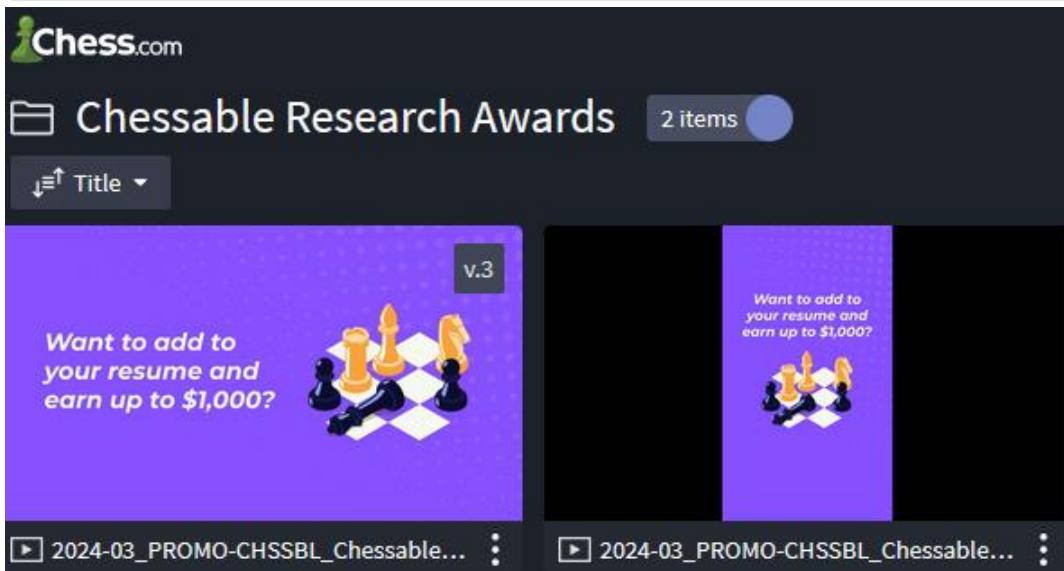 Chess.com
Chessable Research Awards
2 items
Title
v.3
Want to add to
your resume and
earn up to $1,000?
Want to add to
your resume and
earn up to $1,000?
2024-03_PROMO-CHSSBL_Chessable...
2024-03_PROMO-CHSSBL_Chessable...